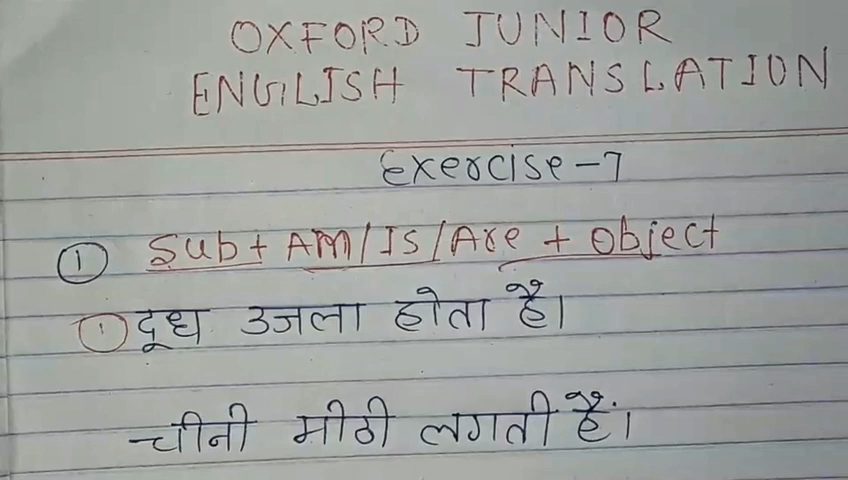 OXFORD JUNIOR
ENGLISH TRANSLATION
Exercise-7
① Sub + AM/IS/Are + Object
① दूध उजला होता है।
चीनी मीठी लगती हैं।